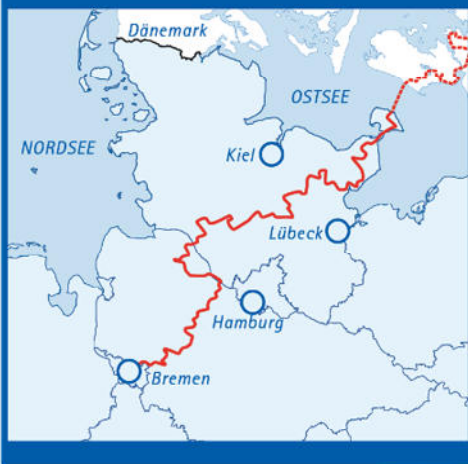 Dänemark
OSTSEE
NORDSEE
Kiel
Lübeck
Hamburg
Bremen